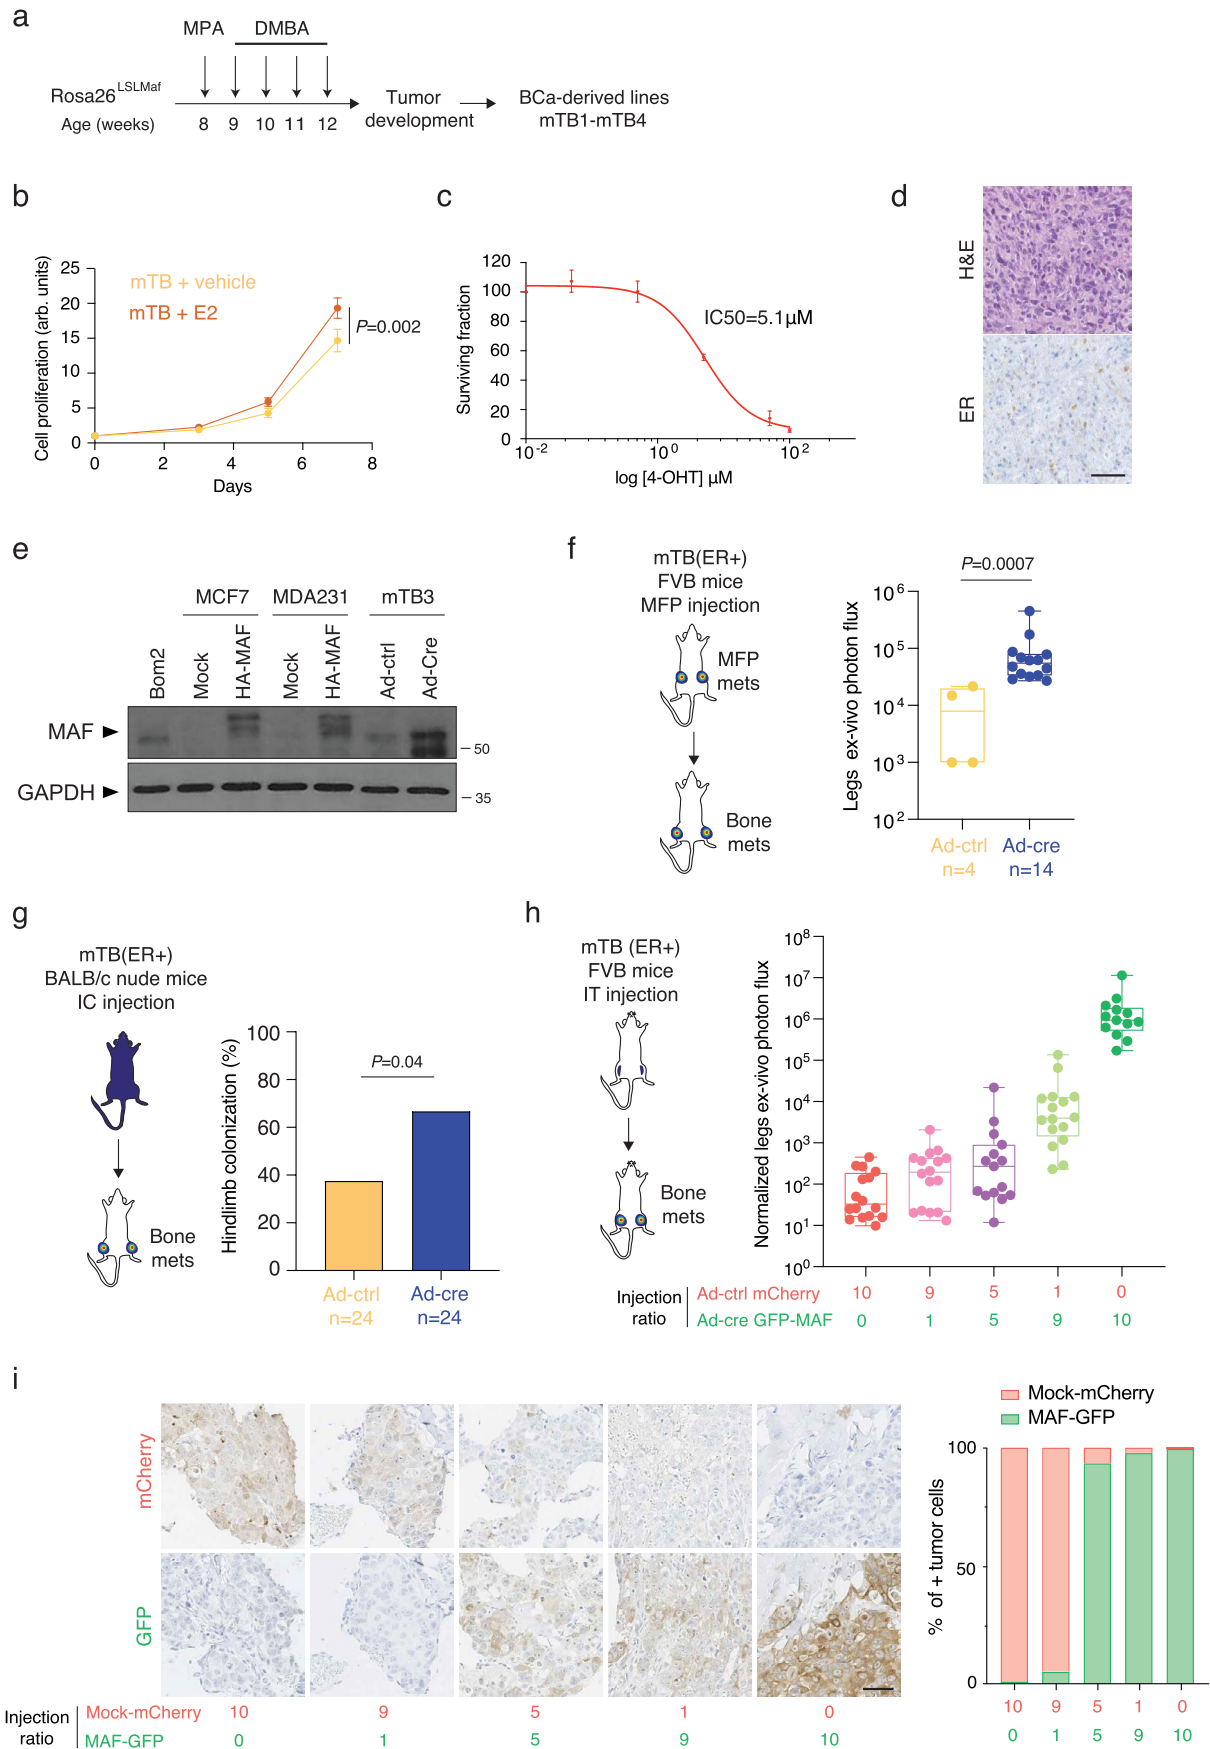 a
MPA DMBA
Rosa26LSLMaf
Age (weeks) 8 9 10 11 12
Tumor
development
BCa-derived lines
mTB1-mTB4
b
Cell proliferation (arb. units)
25
20
15
10
5
0
mTB + vehicle
mTB + E2
P=0.002
0 2 4 6 8
Days
c
Surviving fraction
120
100
80
60
40
20
0
IC50=5.1µM
10-2 100 102
log [4-OHT] µM
d
H&E
ER
e
MCF7 MDA231 mTB3
Bom2 Mock HA-MAF Mock HA-MAF Ad-ctrl Ad-Cre
MAF
50
GAPDH
35
f
mTB(ER+)
FVB mice
MFP injection
MFP
mets
Bone
mets
P=0.0007
Legs ex-vivo photon flux
106
105
104
103
102
Ad-ctrl Ad-cre
n=4 n=14
g
mTB(ER+)
BALB/c nude mice
IC injection
Bone
mets
Hindlimb colonization (%)
100
80
60
40
20
0
P=0.04
Ad-ctrl Ad-cre
n=24 n=24
h
mTB (ER+)
FVB mice
IT injection
Bone
mets
Normalized legs ex-vivo photon flux
108
107
106
105
104
103
102
101
100
Injection
ratio
Ad-ctrl mCherry 10 9 5 1 0
Ad-cre GFP-MAF 0 1 5 9 10
i
mCherry
GFP
Injection
ratio
Mock-mCherry 10 9 5 1 0
MAF-GFP 0 1 5 9 10
Mock-mCherry
MAF-GFP
% of + tumor cells
100
50
0
10 9 5 1 0
0 1 5 9 10